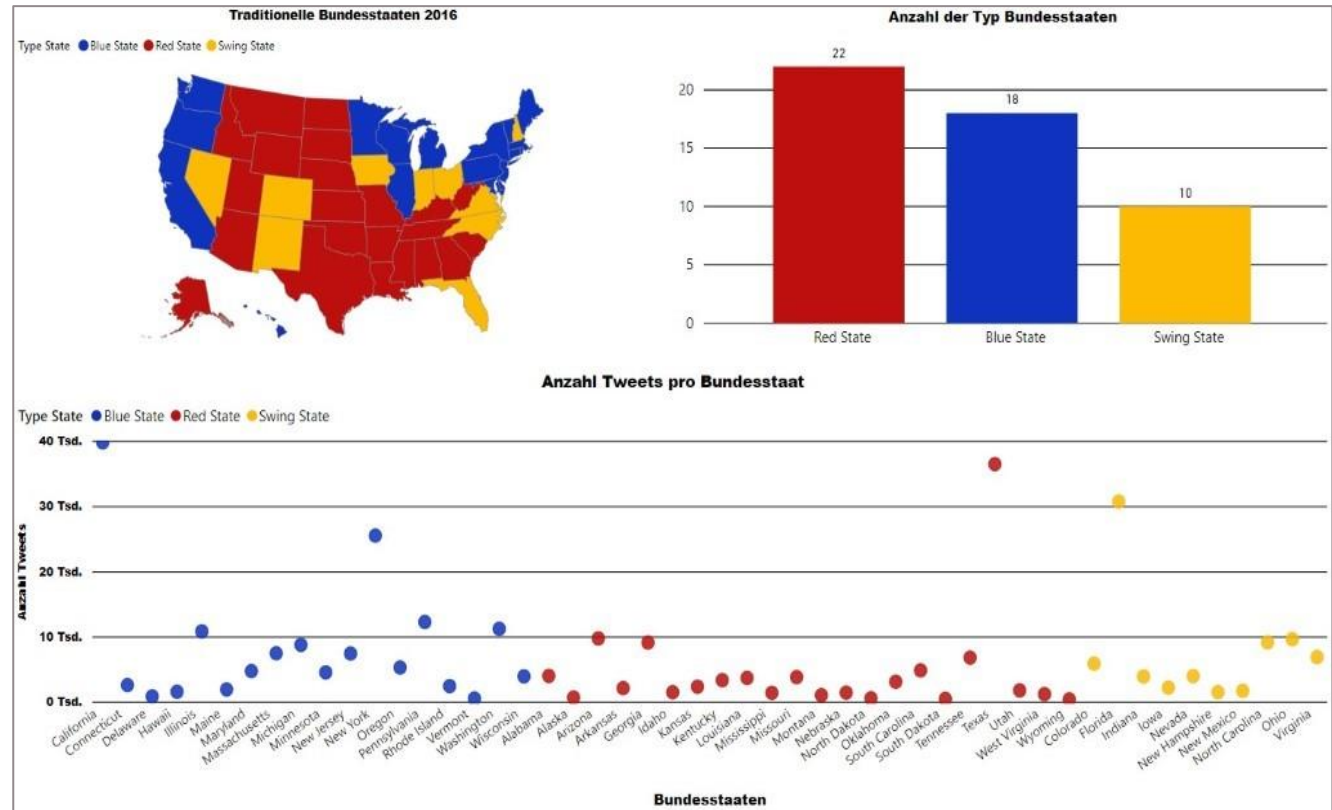 Traditionelle Bundesstaaten 2016
Type State Blue State Red State Swing State
Anzahl der Typ Bundesstaaten
22
18
10
20
15
10
5
0
Red State Blue State Swing State
Anzahl Tweets pro Bundesstaat
Type State Blue State Red State Swing State
Anzahl Tweets
40 Tsd.
30 Tsd.
20 Tsd.
10 Tsd.
0 Tsd.
California
Connecticut
Delaware
Hawaii
Illinois
Maine
Maryland
Massachusetts
Michigan
Minnesota
New Jersey
New York
Oregon
Pennsylvania
Rhode Island
Vermont
Washington
Wisconsin
Alabama
Alaska
Arizona
Arkansas
Georgia
Idaho
Kansas
Kentucky
Louisiana
Mississippi
Missouri
Montana
Nebraska
North Dakota
Oklahoma
South Carolina
South Dakota
Tennessee
Texas
Utah
West Virginia
Wyoming
Colorado
Florida
Indiana
Iowa
Nevada
New Hampshire
New Mexico
North Carolina
Ohio
Virginia
Bundesstaaten